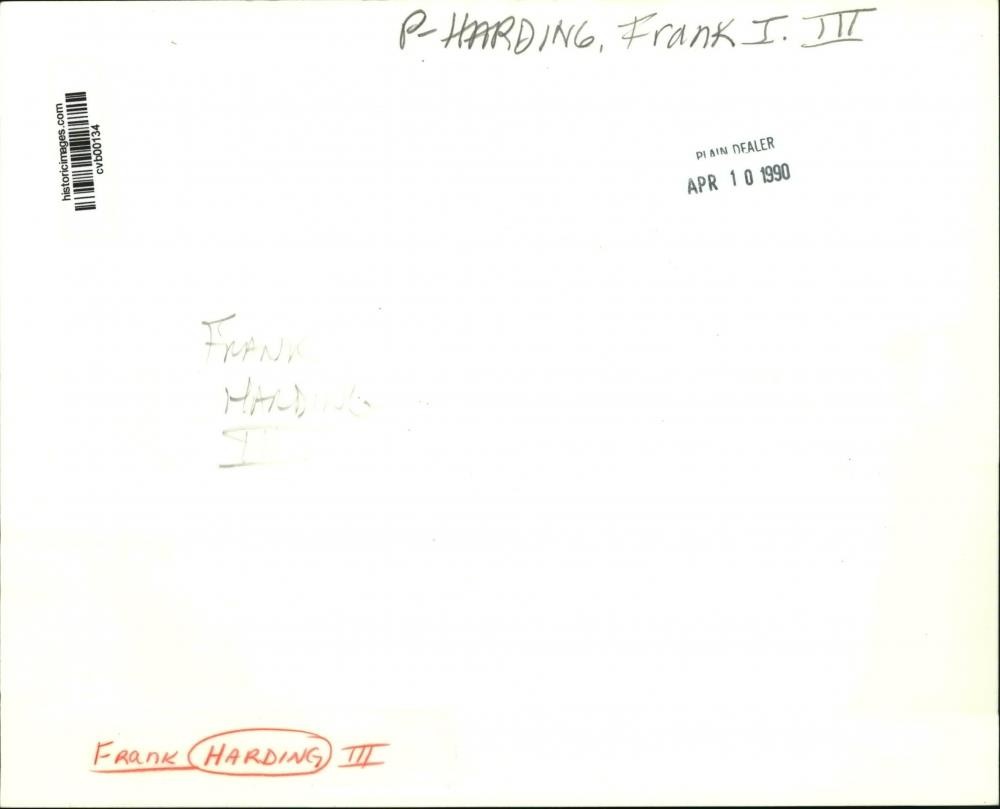 P-HARDING, Frank I. III
historicimages.com
cvb00134
PLAIN DEALER
APR 10 1990
FRANK
HARDING
Frank HARDING III